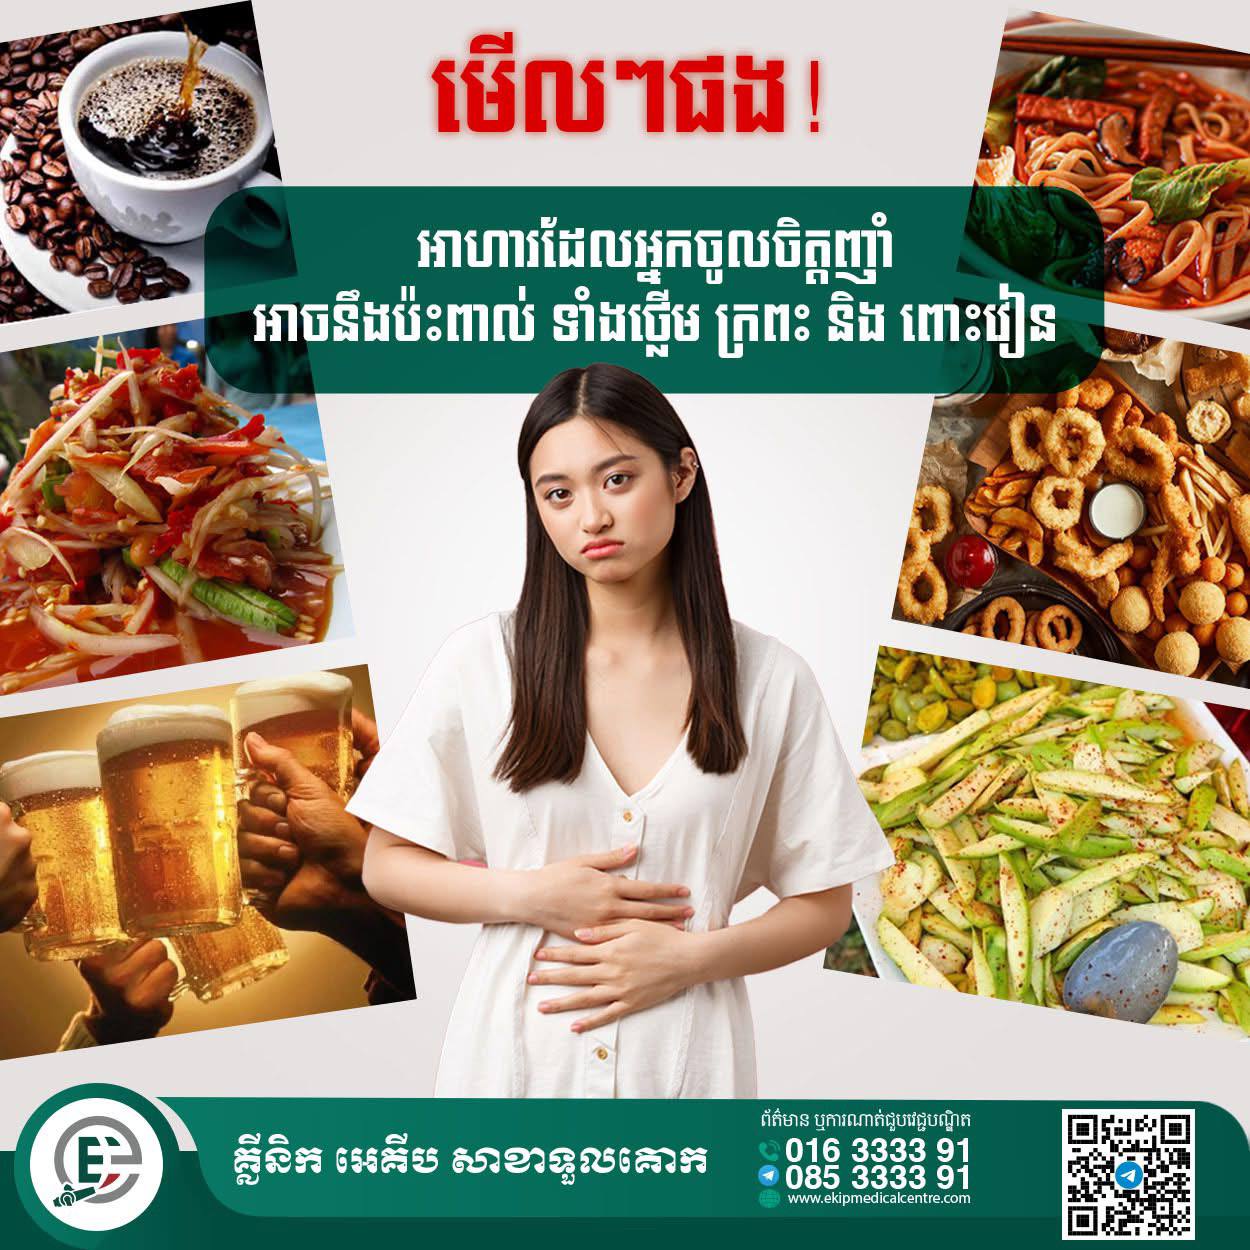 មើលៗផង!
អាហារដែលអ្នកចូលចិត្តញ៉ាំ
អាចនឹងប៉ះពាល់ ទាំងថ្លើម ក្រពះ និង ពោះវៀន
គ្លីនិក អេគីប សាខាទួលគោក
ព័ត៌មាន ឬការណាត់ជួបវេជ្ជបណ្ឌិត
016 3333 91
085 3333 91
www.ekipmedicalcentre.com